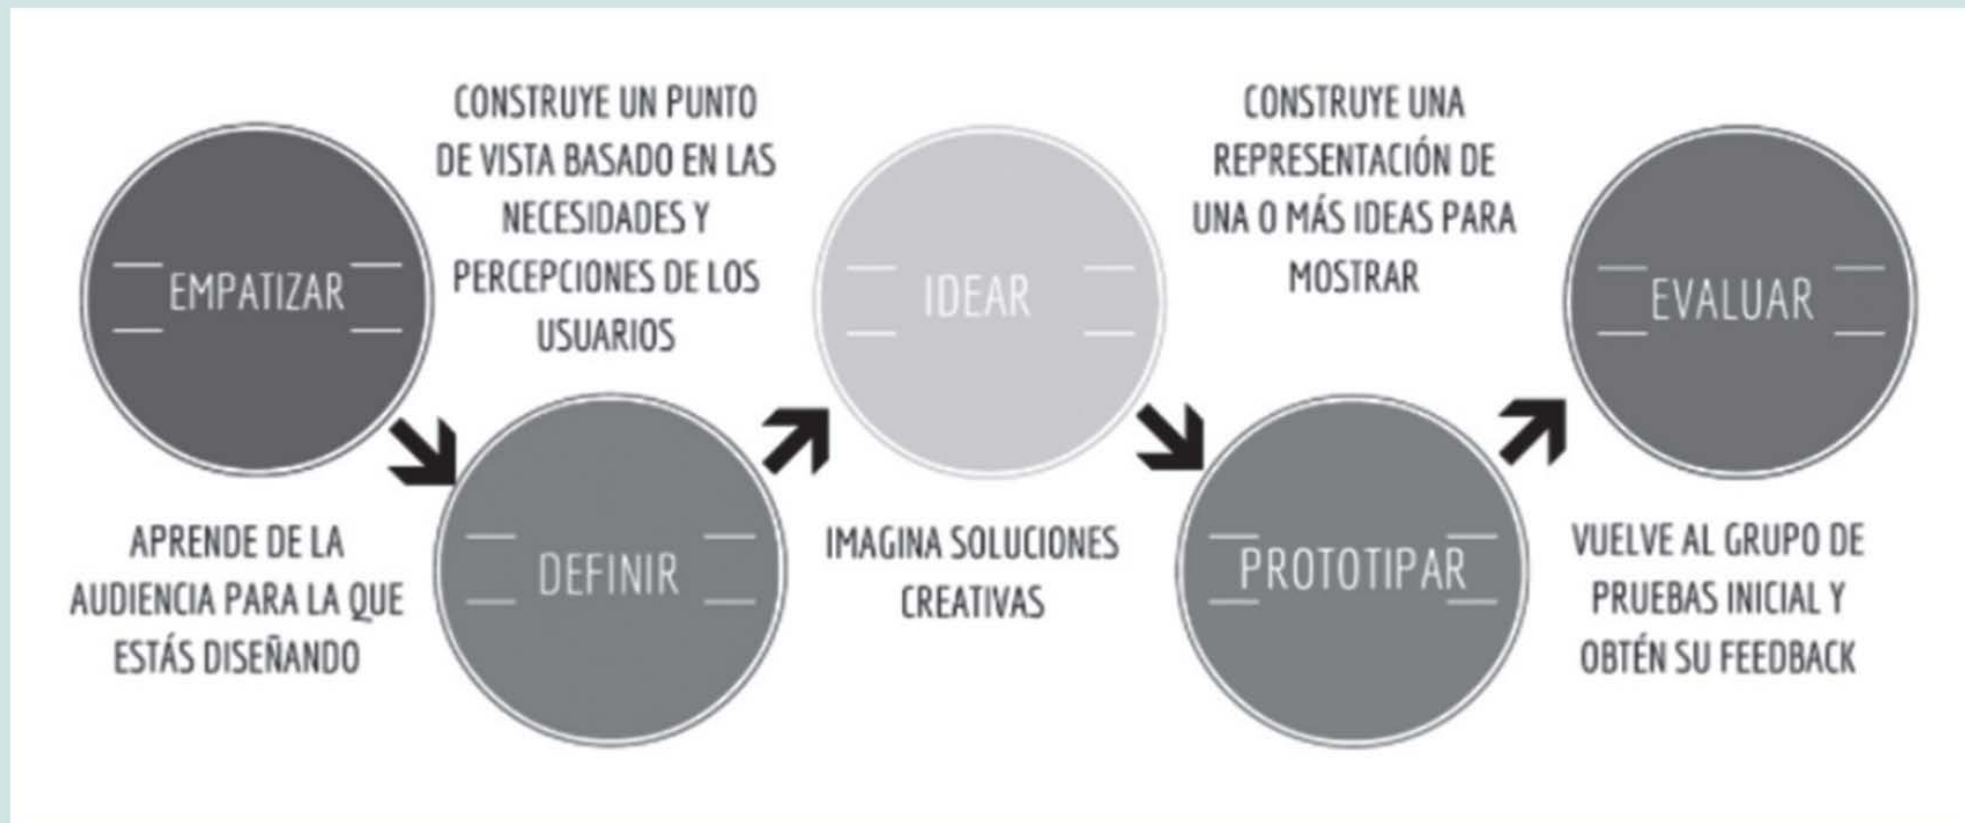 EMPATIZAR
APRENDE DE LA
AUDIENCIA PARA LA QUE
ESTÁS DISEÑANDO
CONSTRUYE UN PUNTO
DE VISTA BASADO EN LAS
NECESIDADES Y
PERCEPCIONES DE LOS
USUARIOS
DEFINIR
IDEAR
IMAGINA SOLUCIONES
CREATIVAS
CONSTRUYE UNA
REPRESENTACIÓN DE
UNA O MÁS IDEAS PARA
MOSTRAR
PROTOTIPAR
EVALUAR
VUELVE AL GRUPO DE
PRUEBAS INICIAL Y
OBTÉN SU FEEDBACK